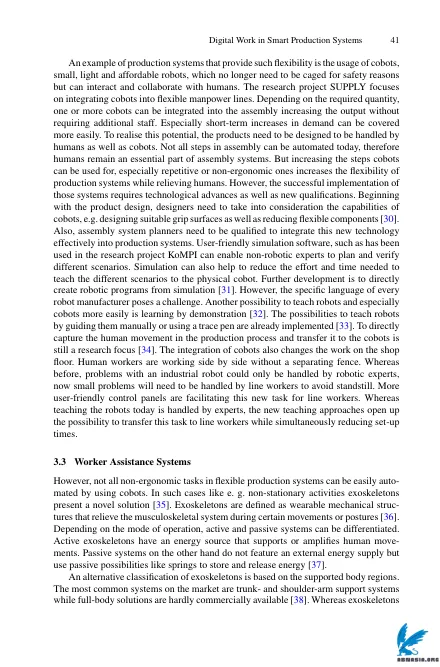 Digital Work in Smart Production Systems 41
An example of production systems that provide such flexibility is the usage of cobots,
small, light and affordable robots, which no longer need to be caged for safety reasons
but can interact and collaborate with humans. The research project SUPPLY focuses
on integrating cobots into flexible manpower lines. Depending on the required quantity,
one or more cobots can be integrated into the assembly increasing the output without
requiring additional staff. Especially short-term increases in demand can be covered
more easily. To realise this potential, the products need to be designed to be handled by
humans as well as cobots. Not all steps in assembly can be automated today, therefore
humans remain an essential part of assembly systems. But increasing the steps cobots
can be used for, especially repetitive or non-ergonomic ones increases the flexibility of
production systems while relieving humans. However, the successful implementation of
those systems requires technological advances as well as new qualifications. Beginning
with the product design, designers need to take into consideration the capabilities of
cobots, e.g. designing suitable grip surfaces as well as reducing flexible components [30].
Also, assembly system planners need to be qualified to integrate this new technology
effectively into production systems. User-friendly simulation software, such as has been
used in the research project KoMPI can enable non-robotic experts to plan and verify
different scenarios. Simulation can also help to reduce the effort and time needed to
teach the different scenarios to the physical cobot. Further development is to directly
create robotic programs from simulation [31]. However, the specific language of every
robot manufacturer poses a challenge. Another possibility to teach robots and especially
cobots more easily is learning by demonstration [32]. The possibilities to teach robots
by guiding them manually or using a trace pen are already implemented [33]. To directly
capture the human movement in the production process and transfer it to the cobots is
still a research focus [34]. The integration of cobots also changes the work on the shop
floor. Human workers are working side by side without a separating fence. Whereas
before, problems with an industrial robot could only be handled by robotic experts,
now small problems will need to be handled by line workers to avoid standstill. More
user-friendly control panels are facilitating this new task for line workers. Whereas
teaching the robots today is handled by experts, the new teaching approaches open up
the possibility to transfer this task to line workers while simultaneously reducing set-up
times.
3.3 Worker Assistance Systems
However, not all non-ergonomic tasks in flexible production systems can be easily auto-
mated by using cobots. In such cases like e. g. non-stationary activities exoskeletons
present a novel solution [35]. Exoskeletons are defined as wearable mechanical struc-
tures that relieve the musculoskeletal system during certain movements or postures [36].
Depending on the mode of operation, active and passive systems can be differentiated.
Active exoskeletons have an energy source that supports or amplifies human move-
ments. Passive systems on the other hand do not feature an external energy supply but
use passive possibilities like springs to store and release energy [37].
An alternative classification of exoskeletons is based on the supported body regions.
The most common systems on the market are trunk- and shoulder-arm support systems
while full-body solutions are hardly commercially available [38]. Whereas exoskeletons